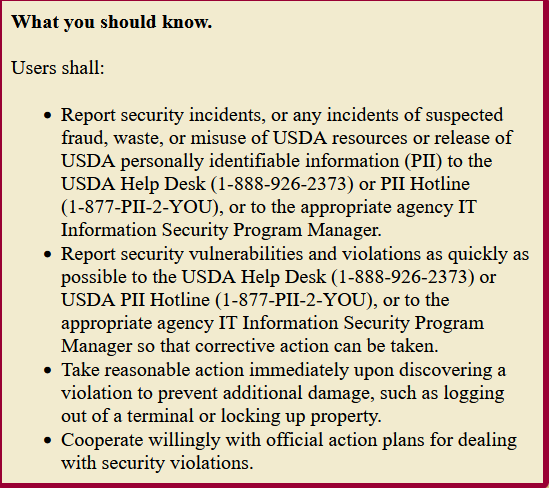 What you should know.
Users shall:
• Report security incidents, or any incidents of suspected
fraud, waste, or misuse of USDA resources or release of
USDA personally identifiable information (PII) to the
USDA Help Desk (1-888-926-2373) or PII Hotline
(1-877-PII-2-YOU), or to the appropriate agency IT
Information Security Program Manager.
• Report security vulnerabilities and violations as quickly as
possible to the USDA Help Desk (1-888-926-2373) or
USDA PII Hotline (1-877-PII-2-YOU), or to the
appropriate agency IT Information Security Program
Manager so that corrective action can be taken.
• Take reasonable action immediately upon discovering a
violation to prevent additional damage, such as logging
out of a terminal or locking up property.
• Cooperate willingly with official action plans for dealing
with security violations.